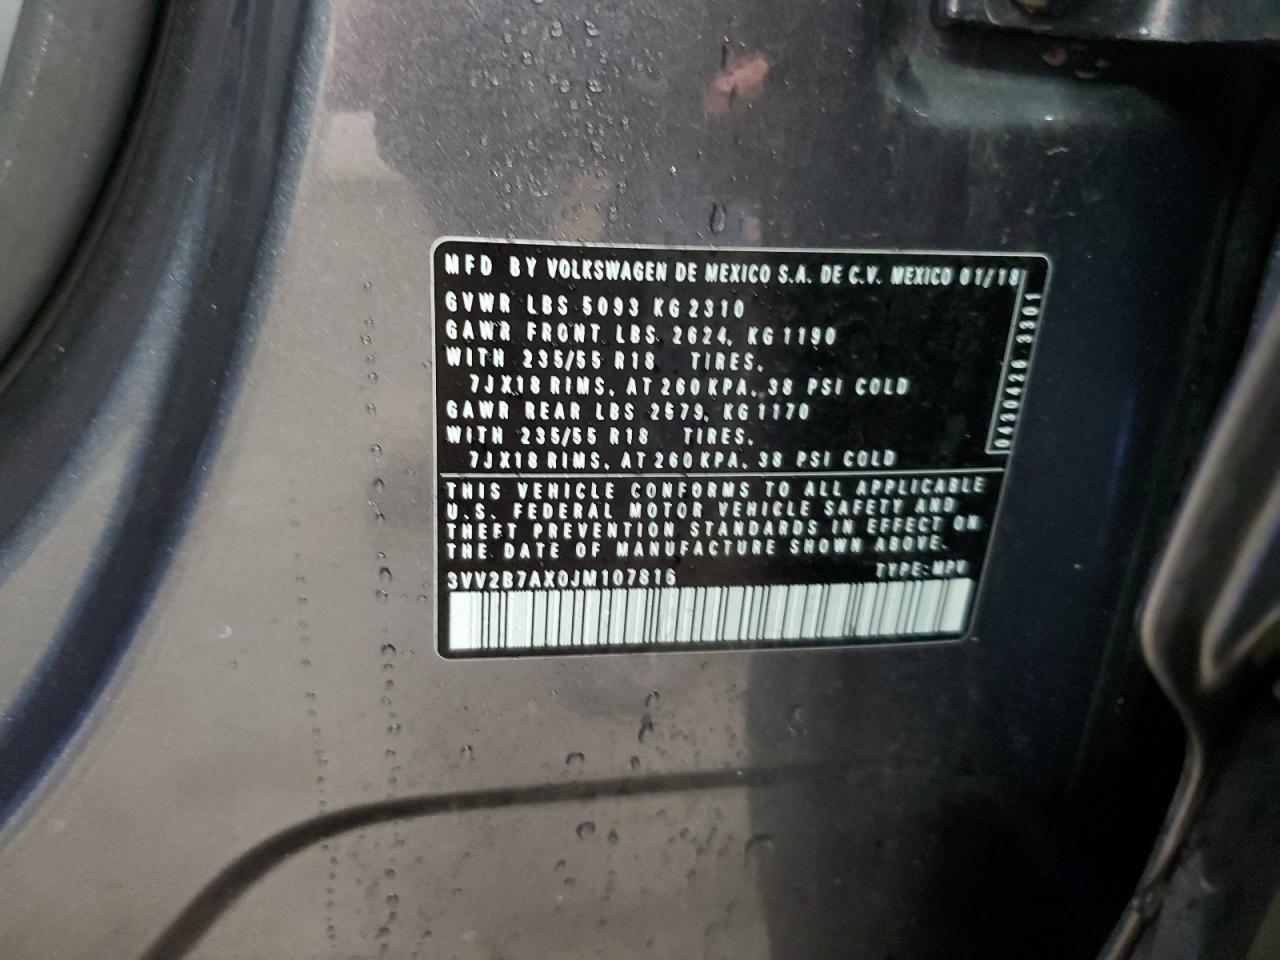 MFD BY VOLKSWAGEN DE MEXICO S.A. DE C.V. MEXICO 01/18
GVWR LBS 5093 KG 2310
GAWR FRONT LBS 2624, KG 1190
WITH 235/55 R18 TIRES,
7JX18 RIMS, AT 260 KPA, 38 PSI COLD
GAWR REAR LBS 2579, KG 1170
WITH 235/55 R18 TIRES,
7JX18 RIMS, AT 260 KPA, 38 PSI COLD
0430426 3301
THIS VEHICLE CONFORMS TO ALL APPLICABLE
U.S. FEDERAL MOTOR VEHICLE SAFETY AND
THEFT PREVENTION STANDARDS IN EFFECT ON
THE DATE OF MANUFACTURE SHOWN ABOVE.
3VV2B7AX0JM107816 TYPE: MPV